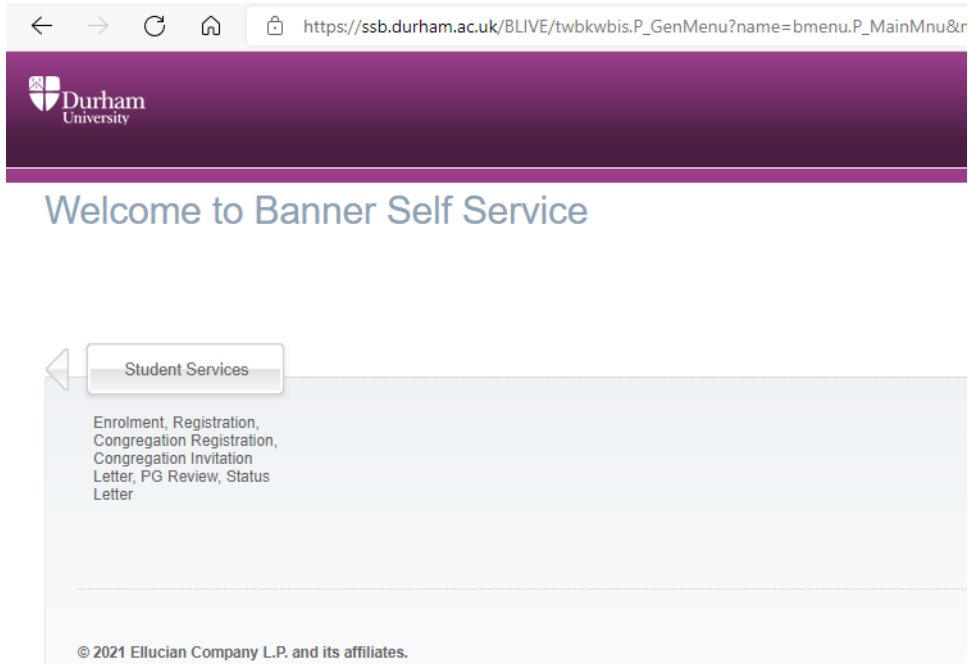 https://ssb.durham.ac.uk/BLIVE/twbkwbis.P_GenMenu?name=bmenu.P_MainMnu&
Durham
University
Welcome to Banner Self Service
Student Services
Enrolment, Registration,
Congregation Registration,
Congregation Invitation
Letter, PG Review, Status
Letter
© 2021 Ellucian Company L.P. and its affiliates.